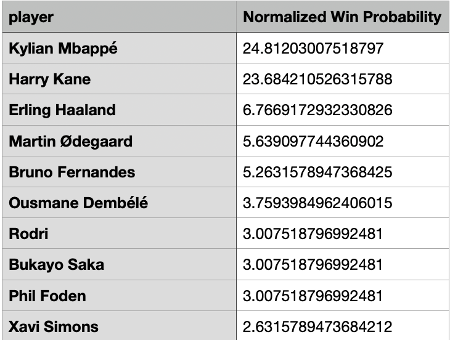 player Normalized Win Probability
Kylian Mbappé 24.81203007518797
Harry Kane 23.684210526315788
Erling Haaland 6.7669172932330826
Martin Ødegaard 5.639097744360902
Bruno Fernandes 5.2631578947368425
Ousmane Dembélé 3.7593984962406015
Rodri 3.007518796992481
Bukayo Saka 3.007518796992481
Phil Foden 3.007518796992481
Xavi Simons 2.6315789473684212